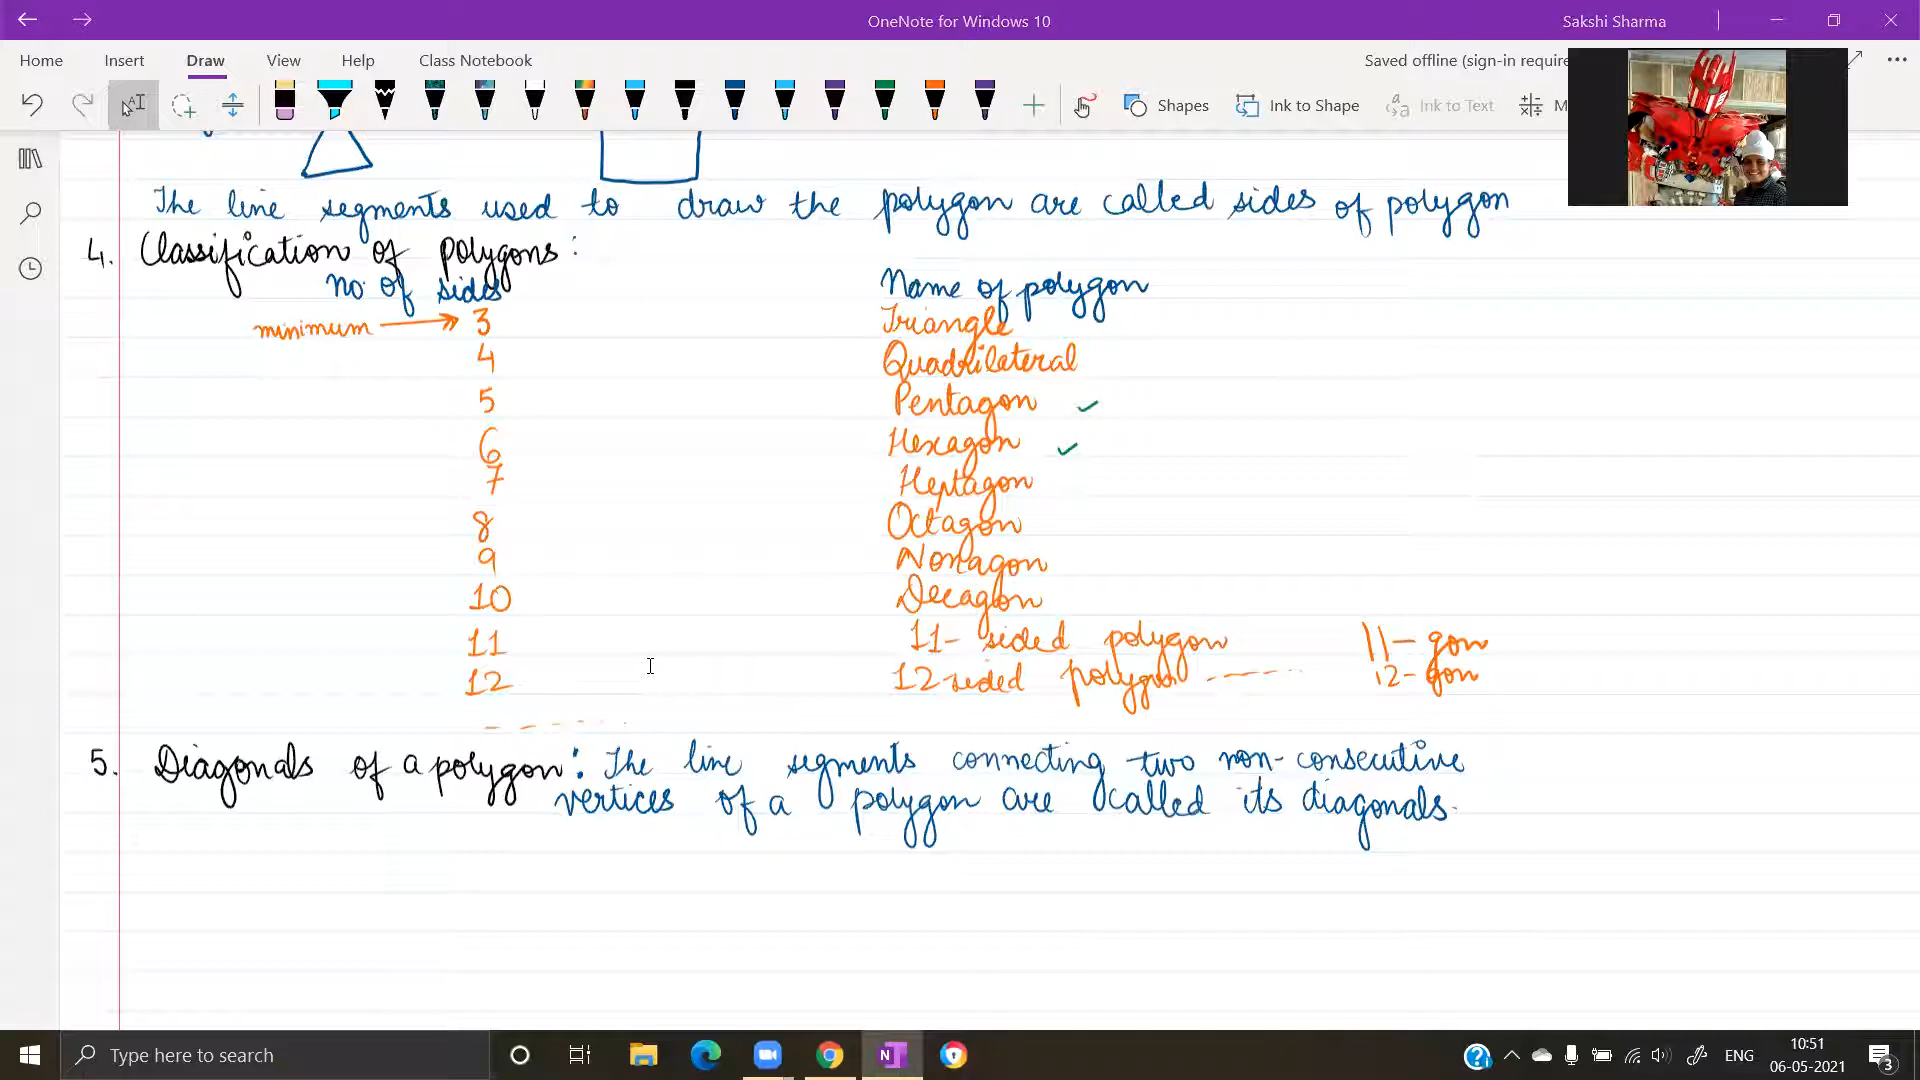 OneNote for Windows 10
Sakshi Sharma
Home Insert Draw View Help Class Notebook
Saved offline (sign-in require
Shapes Ink to Shape Ink to Text M
The line segments used to draw the polygon are called sides of polygon
4. Classification of polygons:
no. of sides Name of polygon
minimum → 3 Triangle
4 Quadrilateral
5 Pentagon ✓
6 Hexagon ✓
7 Heptagon
8 Octagon
9 Nonagon
10 Decagon
11 11- sided polygon 11- gon
12 12-sided polygon ----- 12- gon
-----
5. Diagonals of a polygon: The line segments connecting two non-consecutive
vertices of a polygon are called its diagonals.
Type here to search
ENG
10:51
06-05-2021
3